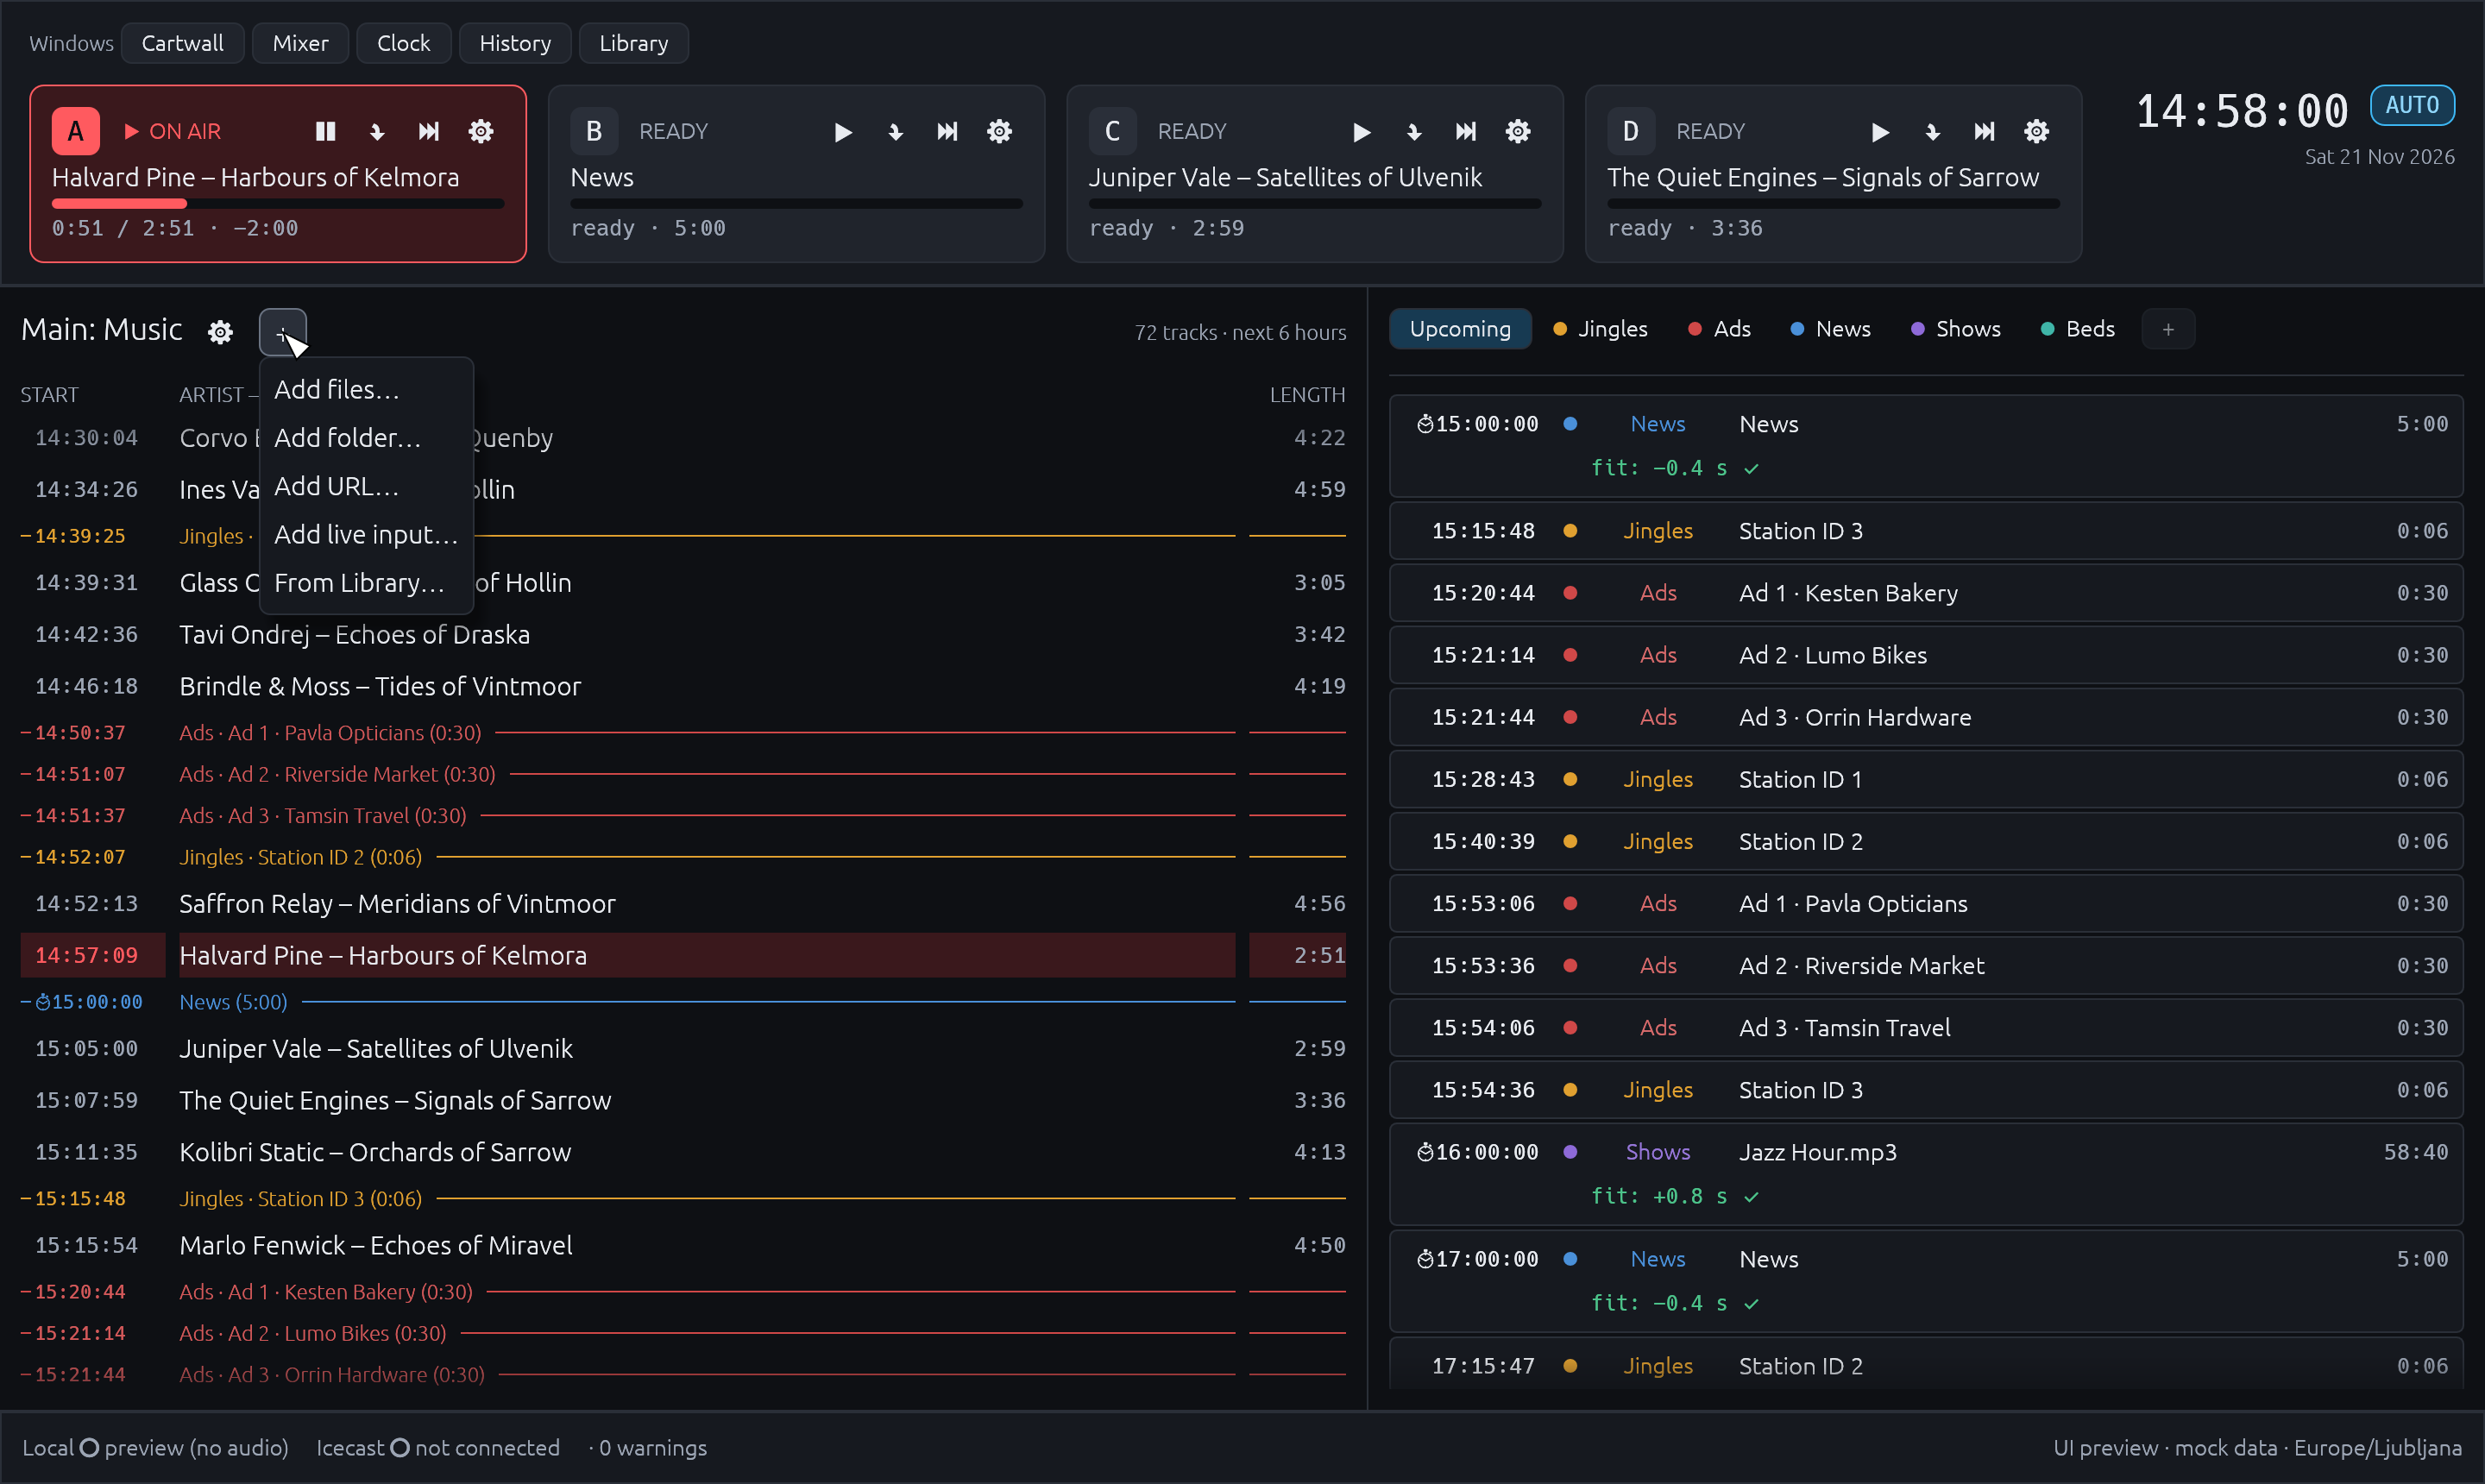 Windows Cartwall Mixer Clock History Library
A ▶ ON AIR
Halvard Pine – Harbours of Kelmora
0:51 / 2:51 · −2:00
B READY
News
ready · 5:00
C READY
Juniper Vale – Satellites of Ulvenik
ready · 2:59
D READY
The Quiet Engines – Signals of Sarrow
ready · 3:36
14:58:00 AUTO
Sat 21 Nov 2026
Main: Music + 72 tracks · next 6 hours
Add files…
Add folder…
Add URL…
Add live input…
From Library…
START ARTIST – LENGTH
14:30:04 Corvo Quenby 4:22
14:34:26 Ines 4:59
14:39:25 Jingles ·
14:39:31 Glass of Hollin 3:05
14:42:36 Tavi Ondrej – Echoes of Draska 3:42
14:46:18 Brindle & Moss – Tides of Vintmoor 4:19
14:50:37 Ads · Ad 1 · Pavla Opticians (0:30)
14:51:07 Ads · Ad 2 · Riverside Market (0:30)
14:51:37 Ads · Ad 3 · Tamsin Travel (0:30)
14:52:07 Jingles · Station ID 2 (0:06)
14:52:13 Saffron Relay – Meridians of Vintmoor 4:56
14:57:09 Halvard Pine – Harbours of Kelmora 2:51
15:00:00 News (5:00)
15:05:00 Juniper Vale – Satellites of Ulvenik 2:59
15:07:59 The Quiet Engines – Signals of Sarrow 3:36
15:11:35 Kolibri Static – Orchards of Sarrow 4:13
15:15:48 Jingles · Station ID 3 (0:06)
15:15:54 Marlo Fenwick – Echoes of Miravel 4:50
15:20:44 Ads · Ad 1 · Kesten Bakery (0:30)
15:21:14 Ads · Ad 2 · Lumo Bikes (0:30)
15:21:44 Ads · Ad 3 · Orrin Hardware (0:30)
Upcoming Jingles Ads News Shows Beds +
15:00:00 News News 5:00
fit: −0.4 s ✓
15:15:48 Jingles Station ID 3 0:06
15:20:44 Ads Ad 1 · Kesten Bakery 0:30
15:21:14 Ads Ad 2 · Lumo Bikes 0:30
15:21:44 Ads Ad 3 · Orrin Hardware 0:30
15:28:43 Jingles Station ID 1 0:06
15:40:39 Jingles Station ID 2 0:06
15:53:06 Ads Ad 1 · Pavla Opticians 0:30
15:53:36 Ads Ad 2 · Riverside Market 0:30
15:54:06 Ads Ad 3 · Tamsin Travel 0:30
15:54:36 Jingles Station ID 3 0:06
16:00:00 Shows Jazz Hour.mp3 58:40
fit: +0.8 s ✓
17:00:00 News News 5:00
fit: −0.4 s ✓
17:15:47 Jingles Station ID 2 0:06
Local preview (no audio) Icecast not connected · 0 warnings
UI preview · mock data · Europe/Ljubljana